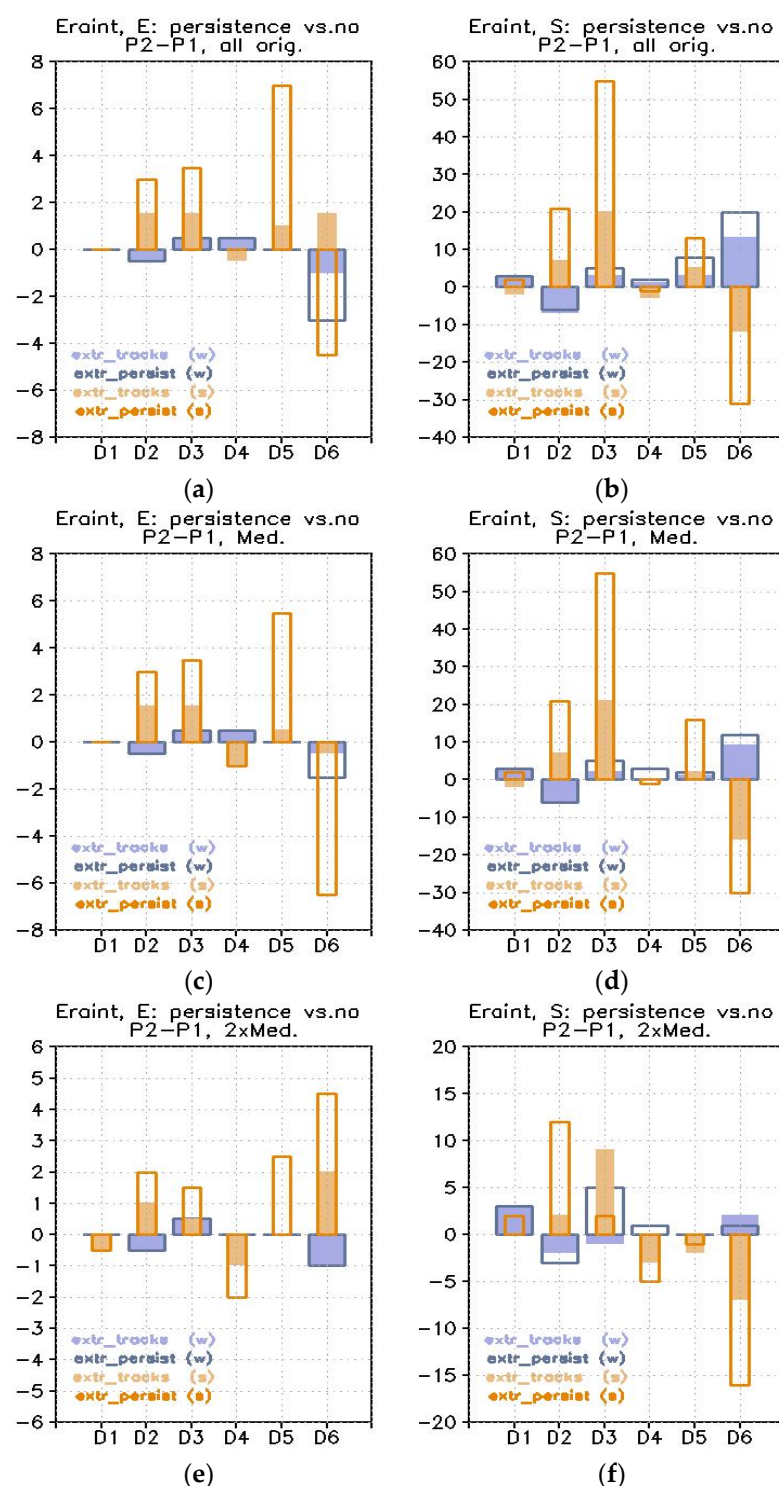 Eraint, E: persistence vs.no
P2-P1, all orig.
8
6
4
2
0
-2
-4
-6
-8
extr_tracks (w)
extr_persist (w)
extr_tracks (s)
extr_persist (s)
D1 D2 D3 D4 D5 D6
(a)
Eraint, S: persistence vs.no
P2-P1, all orig.
60
50
40
30
20
10
0
-10
-20
-30
-40
extr_tracks (w)
extr_persist (w)
extr_tracks (s)
extr_persist (s)
D1 D2 D3 D4 D5 D6
(b)
Eraint, E: persistence vs.no
P2-P1, Med.
8
6
4
2
0
-2
-4
-6
-8
extr_tracks (w)
extr_persist (w)
extr_tracks (s)
extr_persist (s)
D1 D2 D3 D4 D5 D6
(c)
Eraint, S: persistence vs.no
P2-P1, Med.
60
50
40
30
20
10
0
-10
-20
-30
-40
extr_tracks (w)
extr_persist (w)
extr_tracks (s)
extr_persist (s)
D1 D2 D3 D4 D5 D6
(d)
Eraint, E: persistence vs.no
P2-P1, 2xMed.
6
5
4
3
2
1
0
-1
-2
-3
-4
-5
-6
extr_tracks (w)
extr_persist (w)
extr_tracks (s)
extr_persist (s)
D1 D2 D3 D4 D5 D6
(e)
Eraint, S: persistence vs.no
P2-P1, 2xMed.
20
15
10
5
0
-5
-10
-15
-20
extr_tracks (w)
extr_persist (w)
extr_tracks (s)
extr_persist (s)
D1 D2 D3 D4 D5 D6
(f)